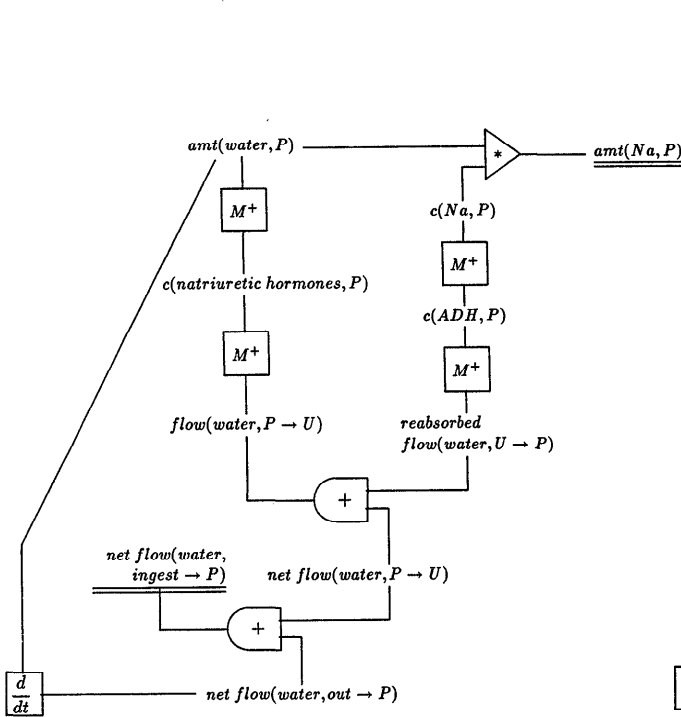 amt(water, P)
*
amt(Na, P)
M+
c(Na, P)
M+
c(natriuretic hormones, P)
c(ADH, P)
M+
M+
flow(water, P → U)
reabsorbed
flow(water, U → P)
+
net flow(water,
ingest → P)
net flow(water, P → U)
+
d
dt
net flow(water, out → P)